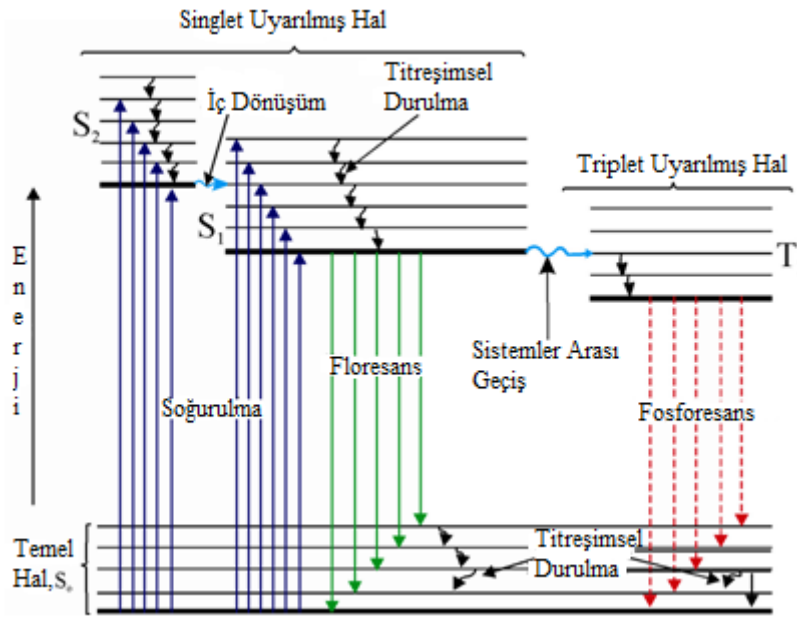 Singlet Uyarılmış Hal
Titreşimsel
Durulma
İç Dönüşüm
S₂
Triplet Uyarılmış Hal
S₁
T
Enerji
Sistemler Arası
Geçiş
Floresans
Soğurulma
Fosforesans
Temel
Hal,S₀
Titreşimsel
Durulma